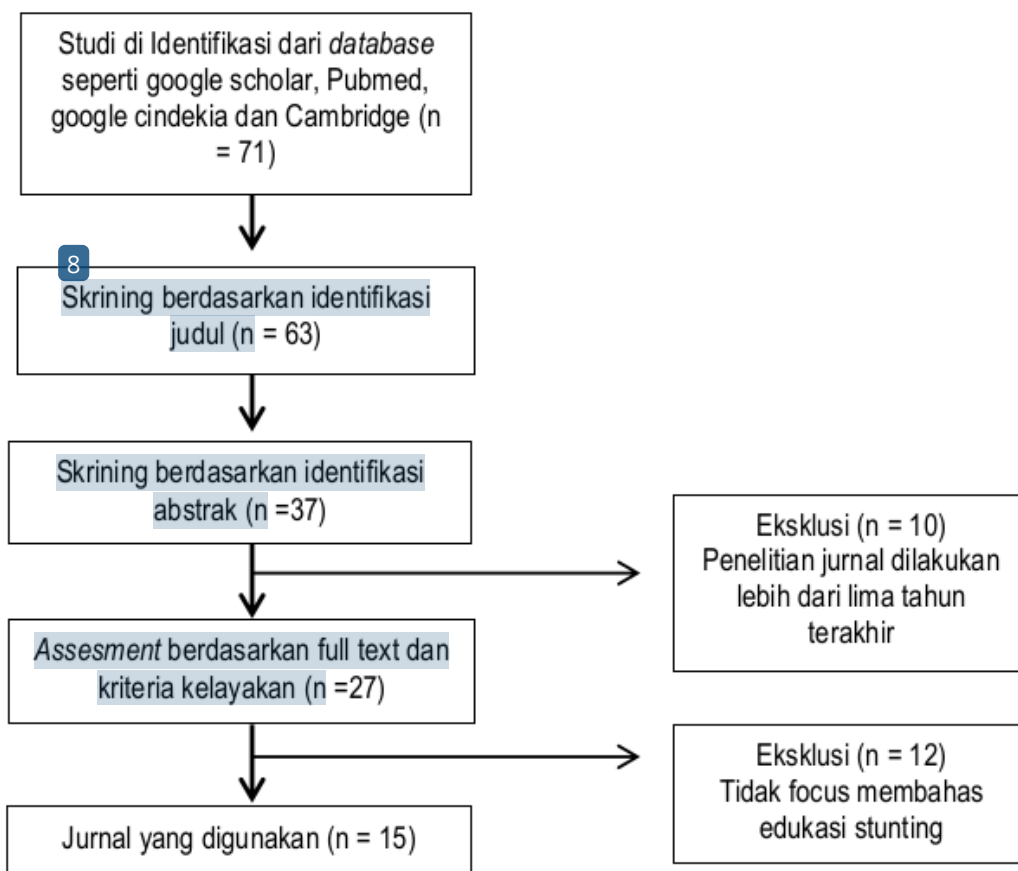 Studi di Identifikasi dari database
seperti google scholar, Pubmed,
google cindekia dan Cambridge (n
= 71)
8
Skrining berdasarkan identifikasi
judul (n = 63)
Skrining berdasarkan identifikasi
abstrak (n =37)
Eksklusi (n = 10)
Penelitian jurnal dilakukan
lebih dari lima tahun
terakhir
Assesment berdasarkan full text dan
kriteria kelayakan (n =27)
Eksklusi (n = 12)
Tidak focus membahas
edukasi stunting
Jurnal yang digunakan (n = 15)